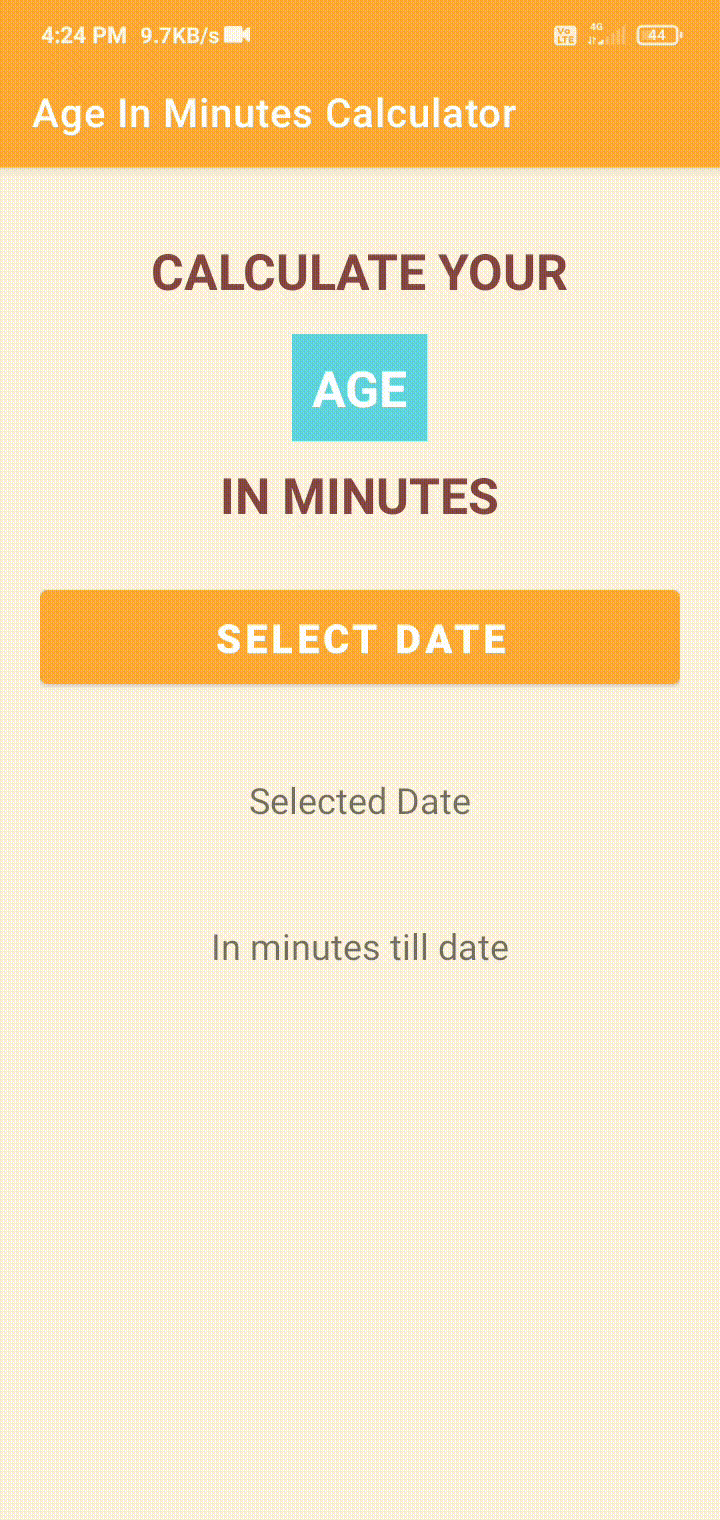 4:24 PM 9.7KB/s Vo LTE 4G 44
Age In Minutes Calculator
CALCULATE YOUR
AGE
IN MINUTES
SELECT DATE
Selected Date
In minutes till date